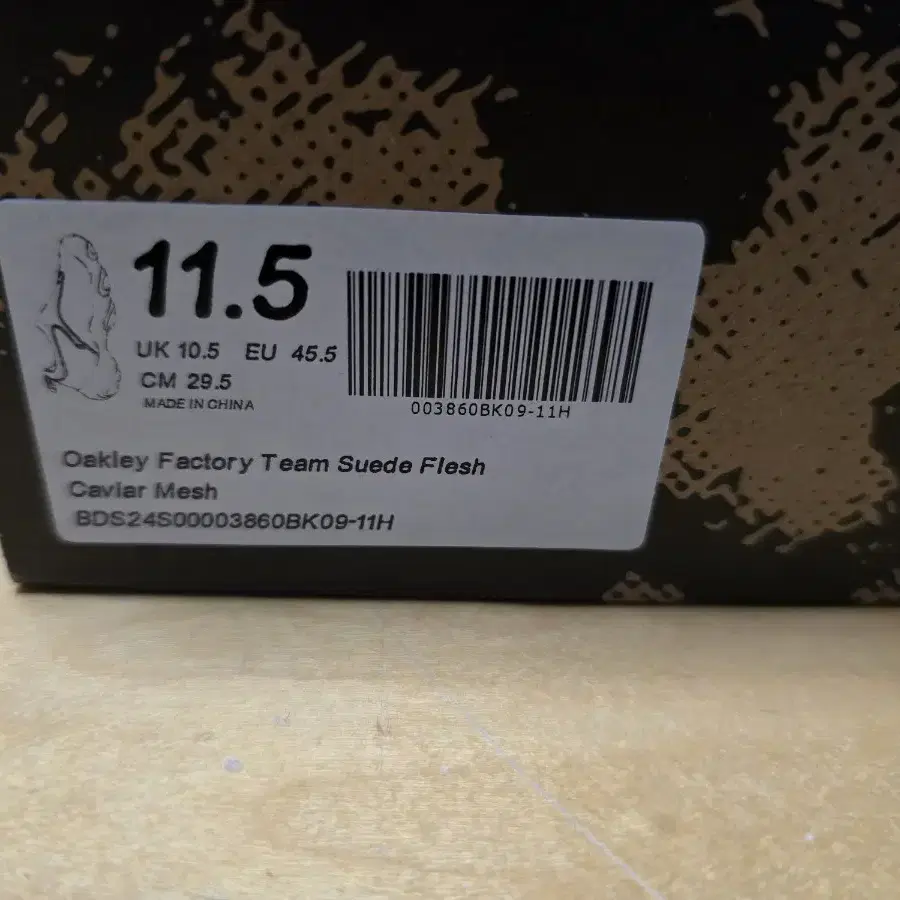 11.5
UK 10.5 EU 45.5
CM 29.5
MADE IN CHINA
003860BK09-11H
Oakley Factory Team Suede Flesh
Caviar Mesh
BDS24S00003860BK09-11H